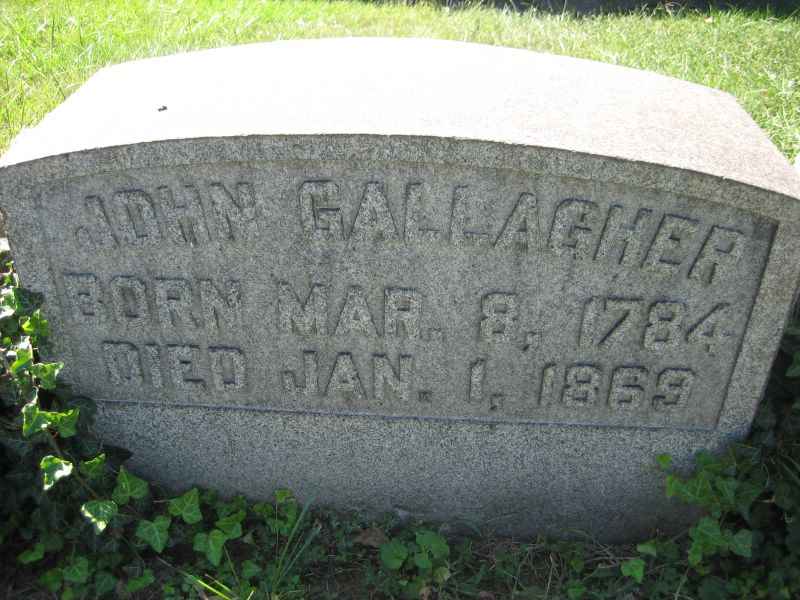 JOHN GALLAGHER
BORN MAR. 8, 1784
DIED JAN. 1, 1869